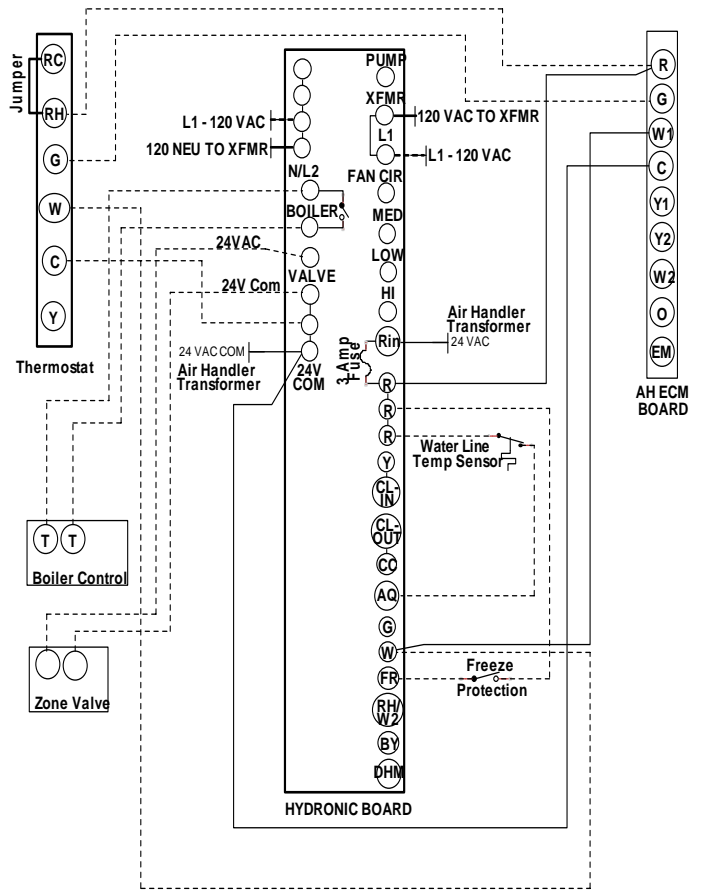 Jumper
RC
RH
G
W
C
Y
Thermostat
L1 - 120 VAC
120 NEU TO XFMR
N/L2
BOILER
24VAC
VALVE
24V Com
24 VAC COM
Air Handler
Transformer
24V
COM
PUMP
XFMR
120 VAC TO XFMR
L1
L1 - 120 VAC
FAN CIR
MED
LOW
HI
Rin
Air Handler
Transformer
24 VAC
3 Amp
Fuse
R
R
R
Water Line
Temp Sensor
Y
CL-
IN
CL-
OUT
CC
AQ
G
W
FR
Freeze
Protection
RH/
W2
BY
DHM
HYDRONIC BOARD
R
G
W1
C
Y1
Y2
W2
O
EM
AH ECM
BOARD
T T
Boiler Control
Zone Valve